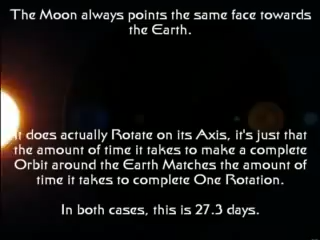 The Moon always points the same face towards
the Earth.
It does actually Rotate on its Axis, it's just that
the amount of time it takes to make a complete
Orbit around the Earth Matches the amount of
time it takes to complete One Rotation.
In both cases, this is 27.3 days.